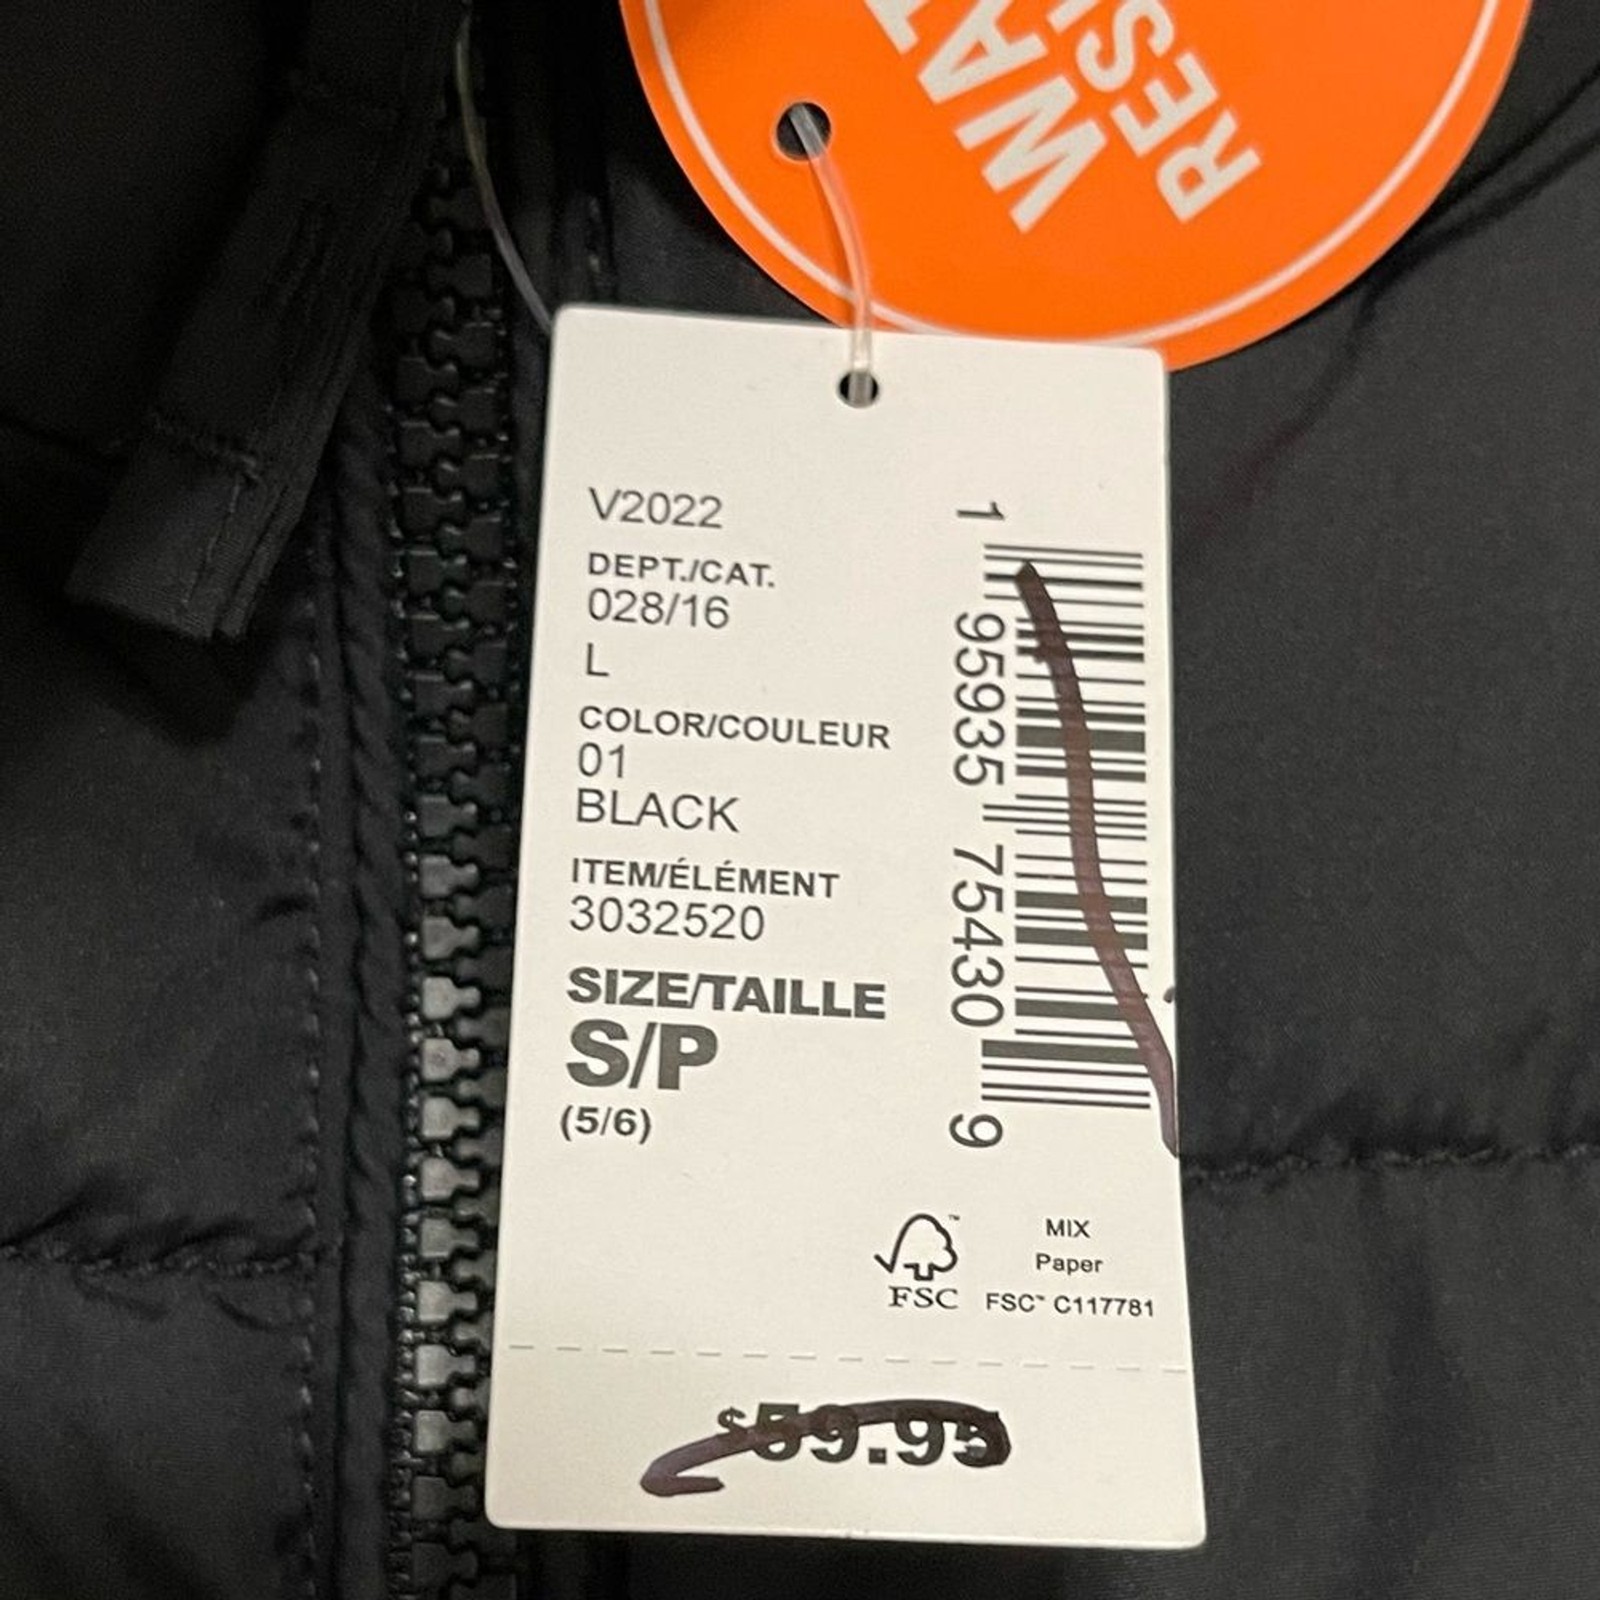 WAT
RESI
V2022
DEPT./CAT.
028/16
L
COLOR/COULEUR
01
BLACK
ITEM/ÉLÉMENT
3032520
SIZE/TAILLE
S/P
(5/6)
1 95935 75430 9
FSC
MIX
Paper
FSC™ C117781
$59.95